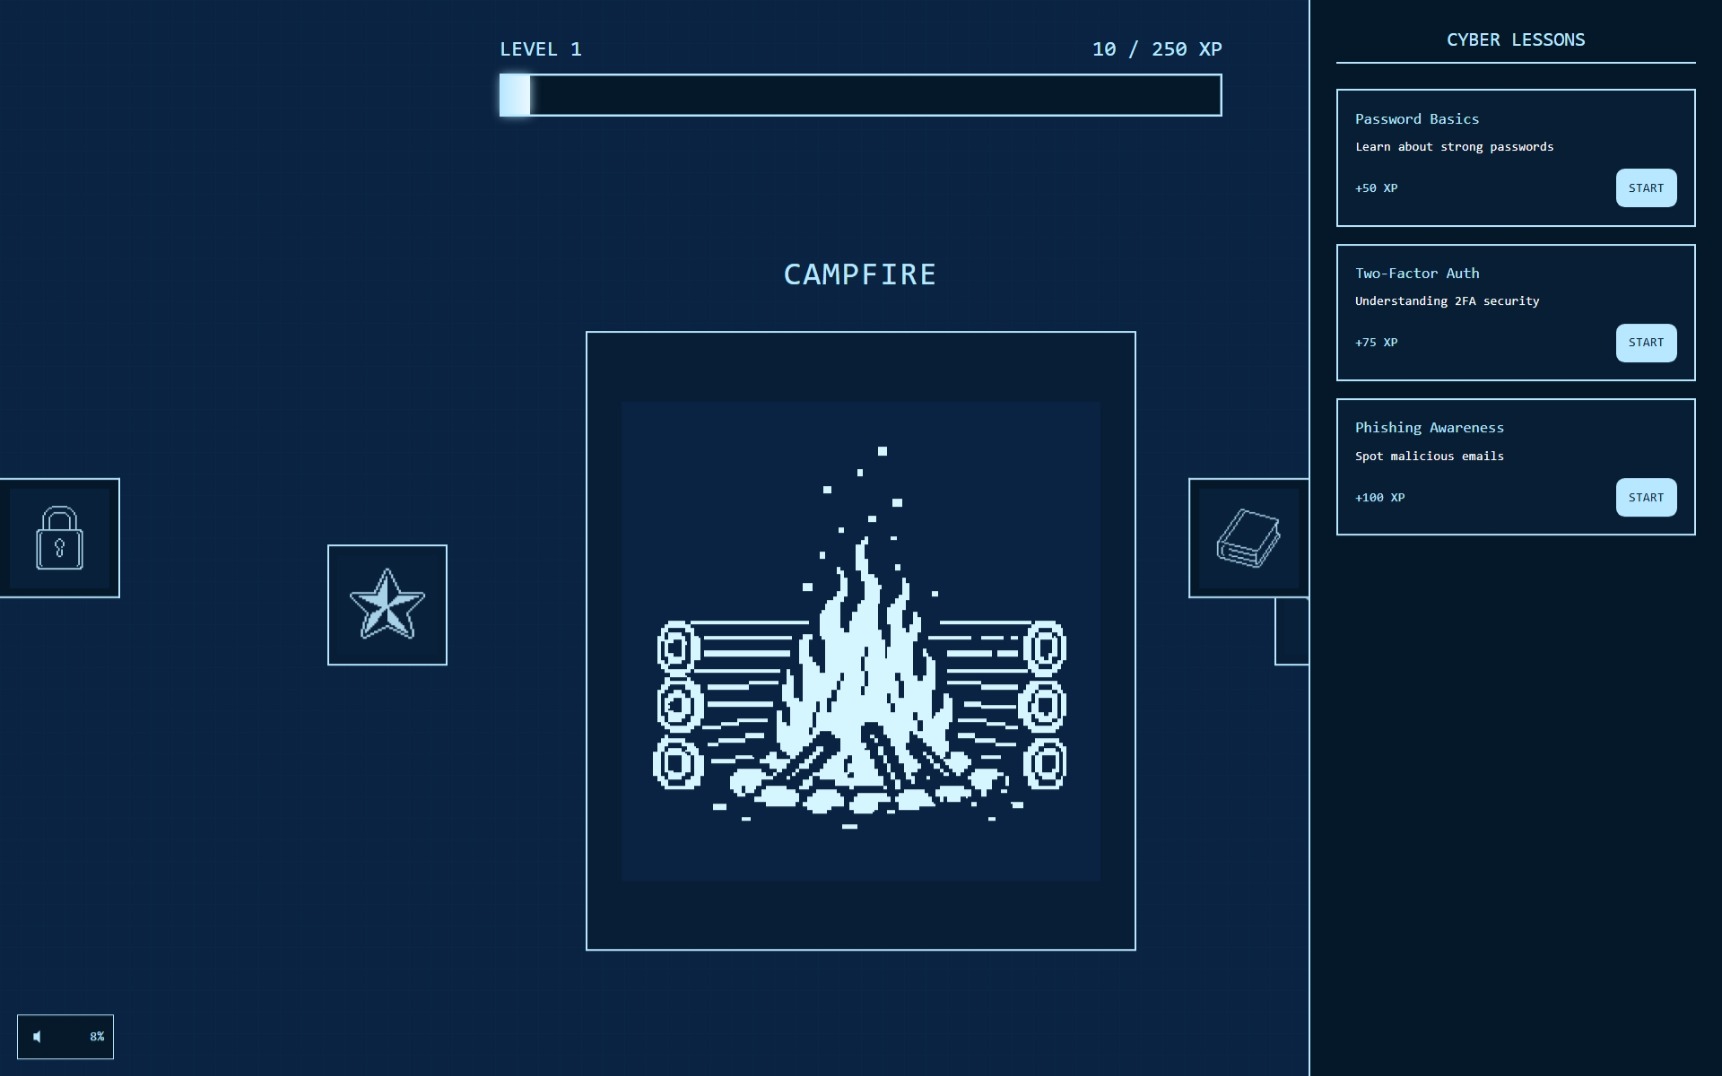 LEVEL 1
10 / 250 XP
CAMPFIRE
8%
CYBER LESSONS
Password Basics
Learn about strong passwords
+50 XP
START
Two-Factor Auth
Understanding 2FA security
+75 XP
START
Phishing Awareness
Spot malicious emails
+100 XP
START